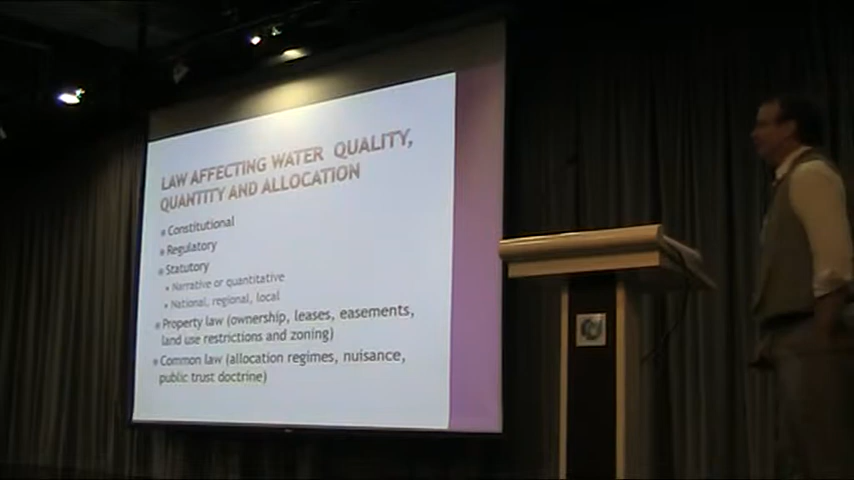 LAW AFFECTING WATER QUALITY,
QUANTITY AND ALLOCATION.
Constitutional
Regulatory
Statutory
Narrative or quantitative
National, regional, local
Property law (ownership, leases, easements,
land use restrictions and zoning)
Common law (allocation regimes, nuisance,
public trust doctrine)